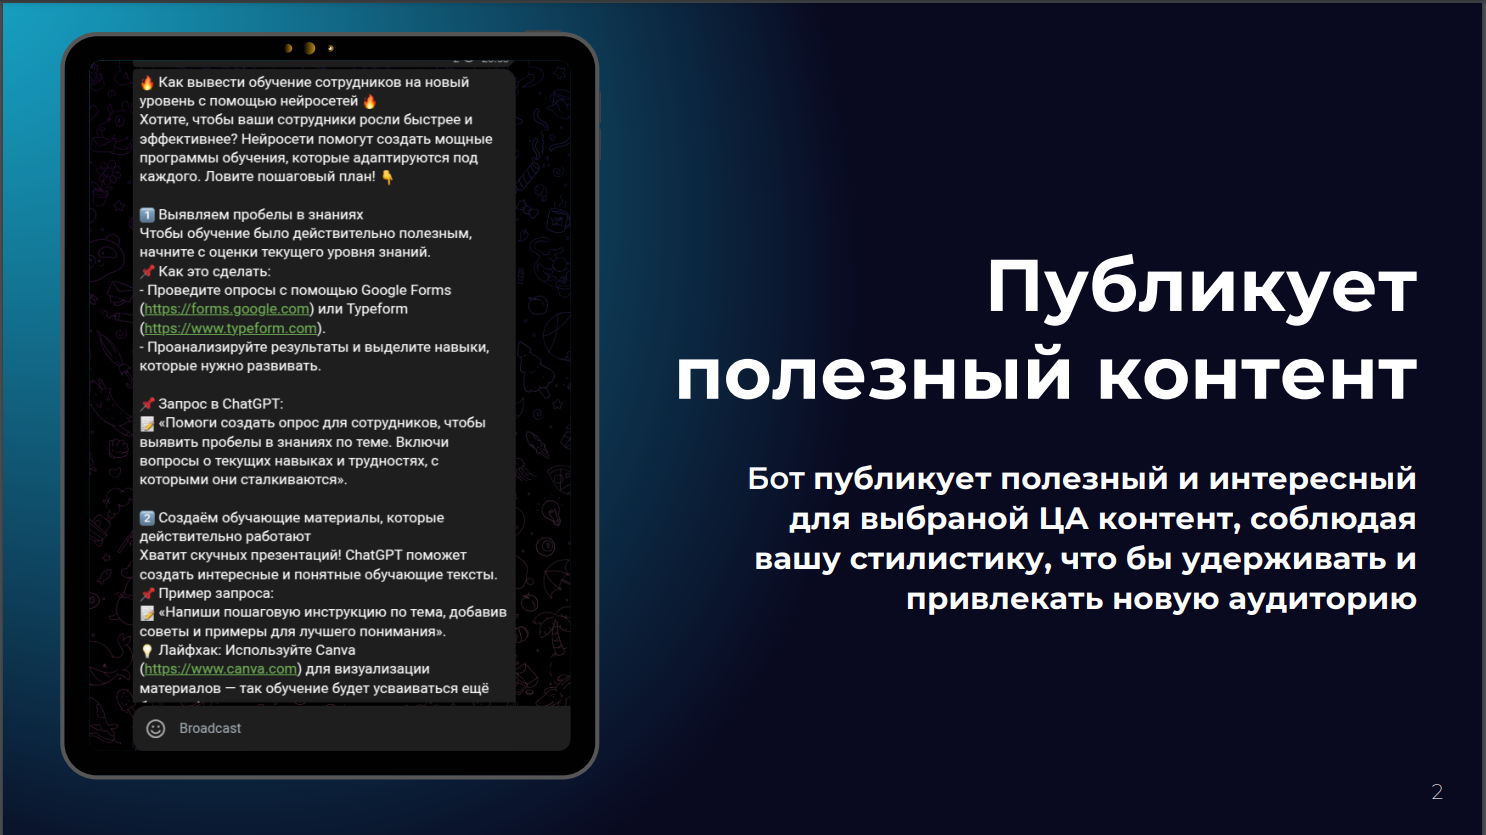 🔥 Как вывести обучение сотрудников на новый
уровень с помощью нейросетей 🔥
Хотите, чтобы ваши сотрудники росли быстрее и
эффективнее? Нейросети помогут создать мощные
программы обучения, которые адаптируются под
каждого. Ловите пошаговый план! 👇
1️⃣ Выявляем пробелы в знаниях
Чтобы обучение было действительно полезным,
начните с оценки текущего уровня знаний.
📌 Как это сделать:
- Проведите опросы с помощью Google Forms
(https://forms.google.com) или Typeform
(https://www.typeform.com).
- Проанализируйте результаты и выделите навыки,
которые нужно развивать.
📌 Запрос в ChatGPT:
📝 «Помоги создать опрос для сотрудников, чтобы
выявить пробелы в знаниях по теме. Включи
вопросы о текущих навыках и трудностях, с
которыми они сталкиваются».
2️⃣ Создаём обучающие материалы, которые
действительно работают
Хватит скучных презентаций! ChatGPT поможет
создать интересные и понятные обучающие тексты.
📌 Пример запроса:
📝 «Напиши пошаговую инструкцию по тема, добавив
советы и примеры для лучшего понимания».
💡 Лайфхак: Используйте Canva
(https://www.canva.com) для визуализации
материалов — так обучение будет усваиваться ещё
Broadcast
Публикует
полезный контент
Бот публикует полезный и интересный
для выбраной ЦА контент, соблюдая
вашу стилистику, что бы удерживать и
привлекать новую аудиторию
2